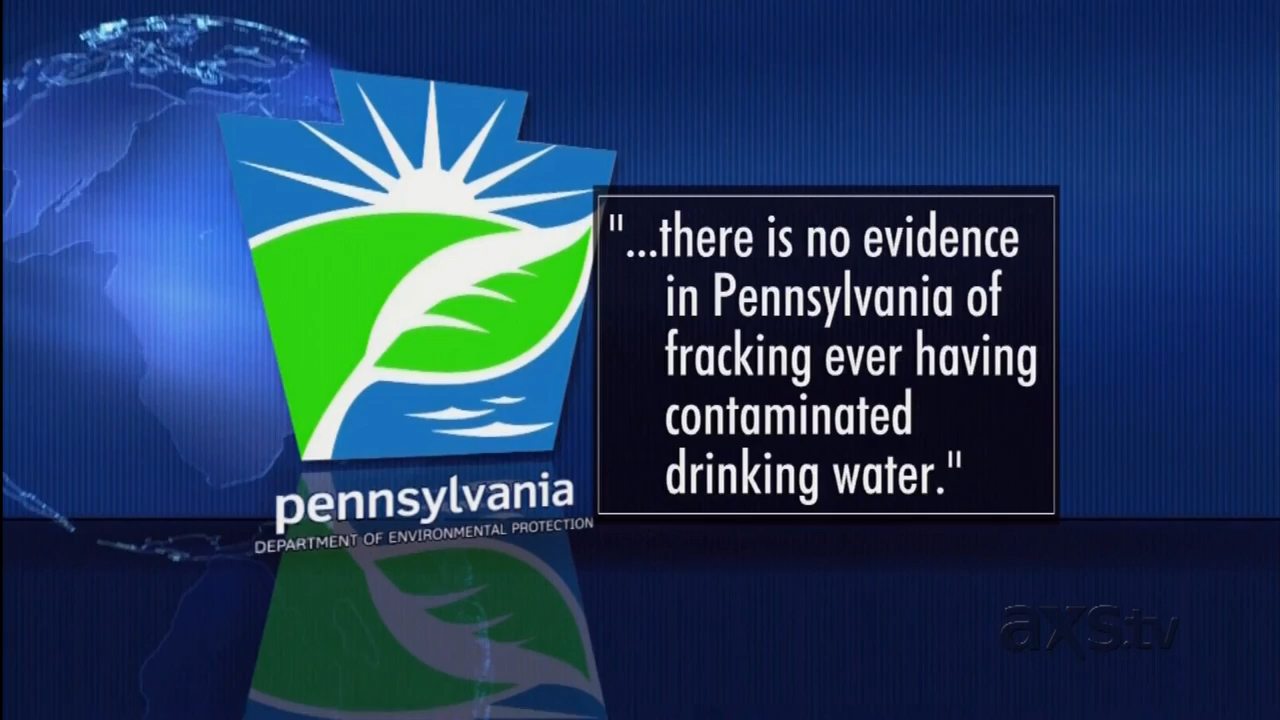 "...there is no evidence
in Pennsylvania of
fracking ever having
contaminated
drinking water."
pennsylvania
DEPARTMENT OF ENVIRONMENTAL PROTECTION
axs.tv